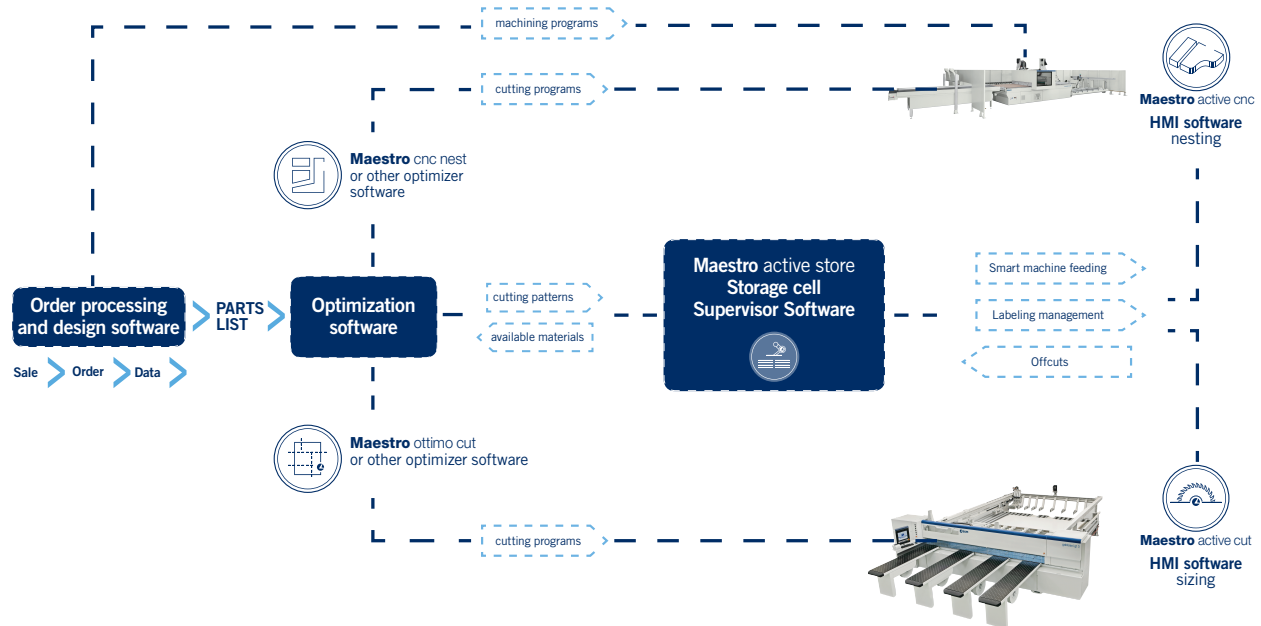 machining programs
cutting programs
Maestro active cnc
HMI software
nesting
Maestro cnc nest
or other optimizer
software
Order processing
and design software
PARTS
LIST
Optimization
software
cutting patterns
available materials
Maestro active store
Storage cell
Supervisor Software
Smart machine feeding
Labeling management
Offcuts
Sale
Order
Data
Maestro ottimo cut
or other optimizer software
cutting programs
Maestro active cut
HMI software
sizing